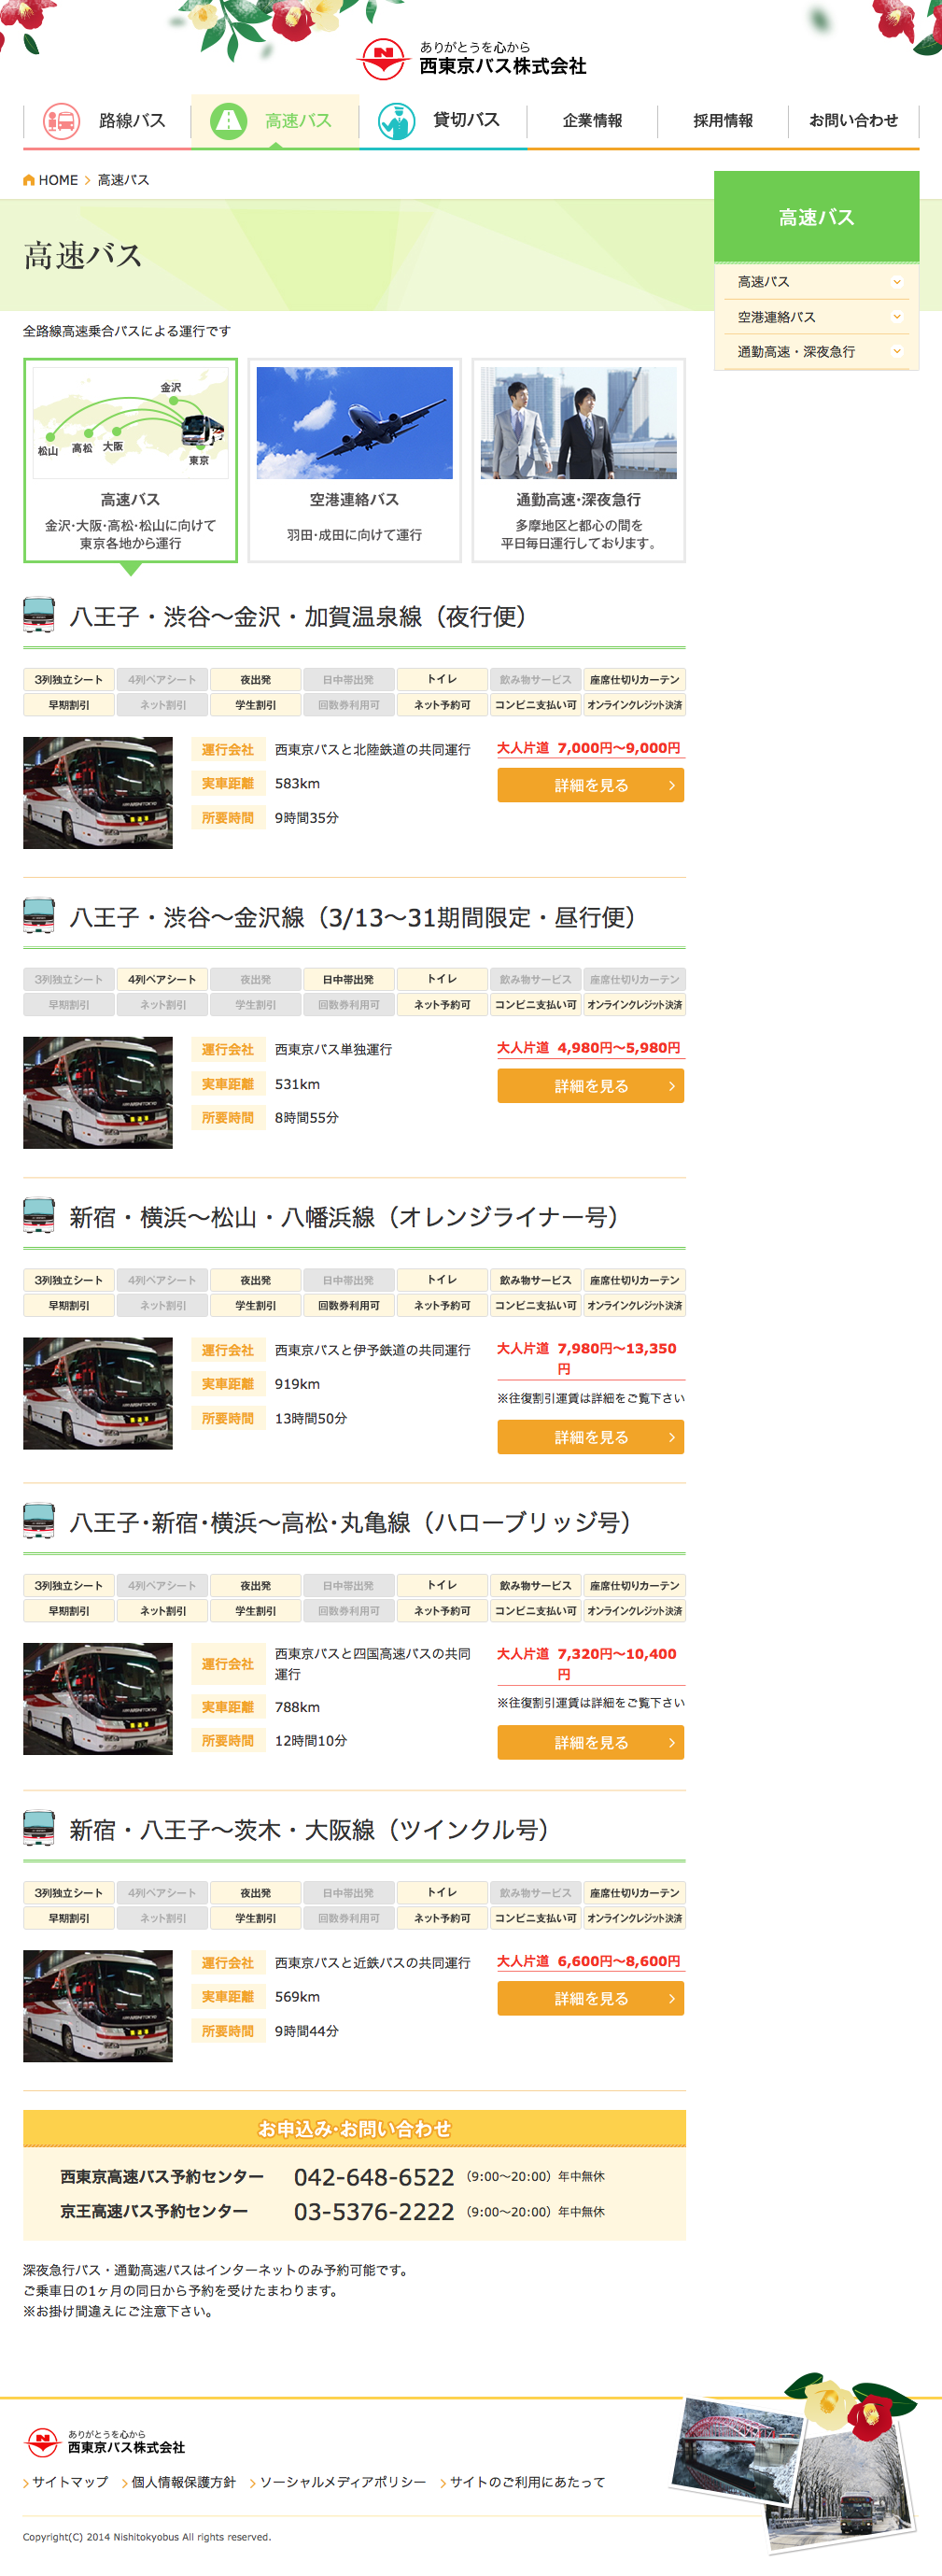 ありがとうを心から
西東京バス株式会社
路線バス
高速バス
貸切バス
企業情報
採用情報
お問い合わせ
HOME
高速バス
高速バス
高速バス
空港連絡バス
通勤高速・深夜急行
高速バス
全路線高速乗合バスによる運行です
金沢
松山
高松
大阪
東京
高速バス
金沢・大阪・高松・松山に向けて
東京各地から運行
空港連絡バス
羽田・成田に向けて運行
通勤高速・深夜急行
多摩地区と都心の間を
平日毎日運行しております。
八王子・渋谷～金沢・加賀温泉線（夜行便）
3列独立シート 4列ペアシート 夜出発 日中帯出発 トイレ 飲み物サービス 座席仕切りカーテン
早期割引 ネット割引 学生割引 回数券利用可 ネット予約可 コンビニ支払い可 オンラインクレジット決済
運行会社 西東京バスと北陸鉄道の共同運行
実車距離 583km
所要時間 9時間35分
大人片道 7,000円～9,000円
詳細を見る
八王子・渋谷～金沢線（3/13～31期間限定・昼行便）
3列独立シート 4列ペアシート 夜出発 日中帯出発 トイレ 飲み物サービス 座席仕切りカーテン
早期割引 ネット割引 学生割引 回数券利用可 ネット予約可 コンビニ支払い可 オンラインクレジット決済
運行会社 西東京バス単独運行
実車距離 531km
所要時間 8時間55分
大人片道 4,980円～5,980円
詳細を見る
新宿・横浜～松山・八幡浜線（オレンジライナー号）
3列独立シート 4列ペアシート 夜出発 日中帯出発 トイレ 飲み物サービス 座席仕切りカーテン
早期割引 ネット割引 学生割引 回数券利用可 ネット予約可 コンビニ支払い可 オンラインクレジット決済
運行会社 西東京バスと伊予鉄道の共同運行
実車距離 919km
所要時間 13時間50分
大人片道 7,980円～13,350
円
※往復割引運賃は詳細をご覧下さい
詳細を見る
八王子・新宿・横浜～高松・丸亀線（ハローブリッジ号）
3列独立シート 4列ペアシート 夜出発 日中帯出発 トイレ 飲み物サービス 座席仕切りカーテン
早期割引 ネット割引 学生割引 回数券利用可 ネット予約可 コンビニ支払い可 オンラインクレジット決済
運行会社 西東京バスと四国高速バスの共同
運行
実車距離 788km
所要時間 12時間10分
大人片道 7,320円～10,400
円
※往復割引運賃は詳細をご覧下さい
詳細を見る
新宿・八王子～茨木・大阪線（ツインクル号）
3列独立シート 4列ペアシート 夜出発 日中帯出発 トイレ 飲み物サービス 座席仕切りカーテン
早期割引 ネット割引 学生割引 回数券利用可 ネット予約可 コンビニ支払い可 オンラインクレジット決済
運行会社 西東京バスと近鉄バスの共同運行
実車距離 569km
所要時間 9時間44分
大人片道 6,600円～8,600円
詳細を見る
お申込み・お問い合わせ
西東京高速バス予約センター 042-648-6522 （9:00～20:00）年中無休
京王高速バス予約センター 03-5376-2222 （9:00～20:00）年中無休
深夜急行バス・通勤高速バスはインターネットのみ予約可能です。
ご乗車日の1ヶ月の同日から予約を受けたまわります。
※お掛け間違えにご注意下さい。
ありがとうを心から
西東京バス株式会社
サイトマップ
個人情報保護方針
ソーシャルメディアポリシー
サイトのご利用にあたって
Copyright(C) 2014 Nishitokyobus All rights reserved.